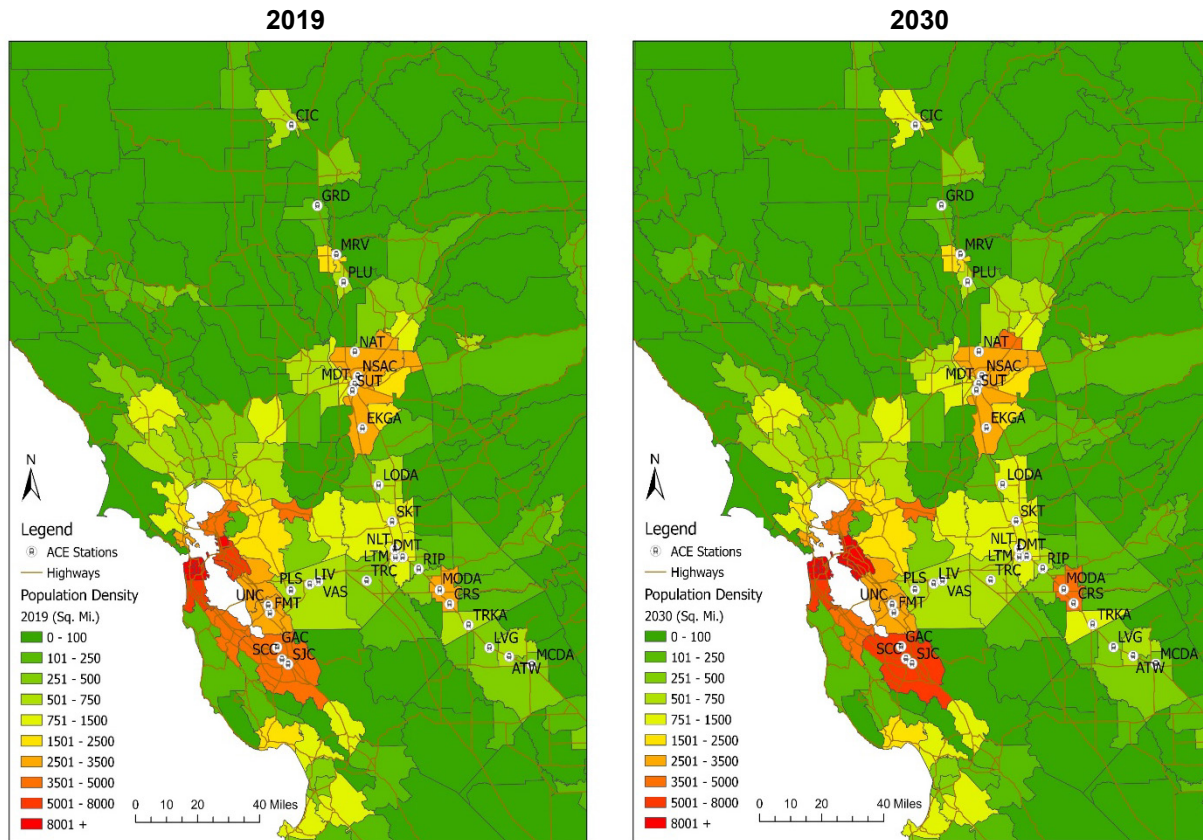 2019
CIC
GRD
MRV
PLU
NAT
NSAC
MDT
SUT
EKGA
N
LODA
SKT
NLT
LTM
RIP
PLS
LIV
TRC
VAS
MODA
UNC
FMT
CRS
TRKA
GAC
LVG
SCC
SJC
MCDA
ATW
Legend
ACE Stations
Highways
Population Density
2019 (Sq. Mi.)
0 - 100
101 - 250
251 - 500
501 - 750
751 - 1500
1501 - 2500
2501 - 3500
3501 - 5000
5001 - 8000
8001 +
0 20 40 Miles
2030
CIC
GRD
MRV
PLU
NAT
NSAC
MDT
SUT
EKGA
N
LODA
SKT
NLT
LTM
DMT
RIP
PLS
LIV
TRC
VAS
MODA
UNC
FMT
CRS
TRKA
GAC
LVG
SCC
SJC
MCDA
ATW
Legend
ACE Stations
Highways
Population Density
2030 (Sq. Mi.)
0 - 100
101 - 250
251 - 500
501 - 750
751 - 1500
1501 - 2500
2501 - 3500
3501 - 5000
5001 - 8000
8001 +
0 20 40 Miles